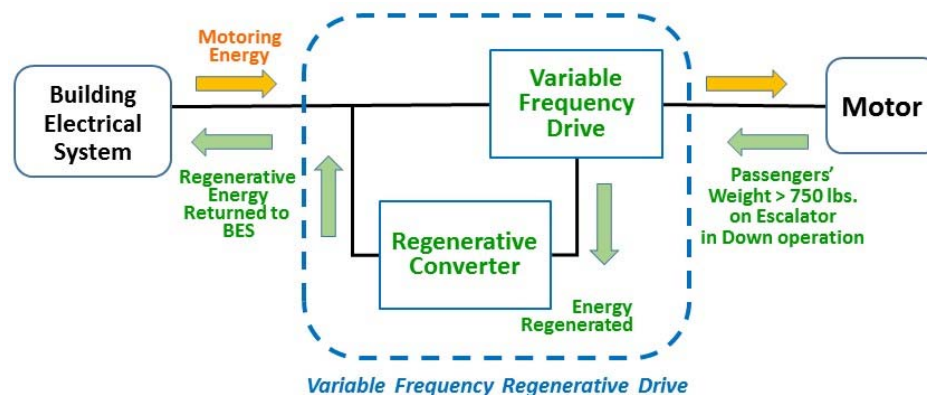 Motoring
Energy
Building
Electrical
System
Variable
Frequency
Drive
Motor
Regenerative
Energy
Returned to
BES
Passengers’
Weight > 750 lbs.
on Escalator
in Down operation
Regenerative
Converter
Energy
Regenerated
Variable Frequency Regenerative Drive